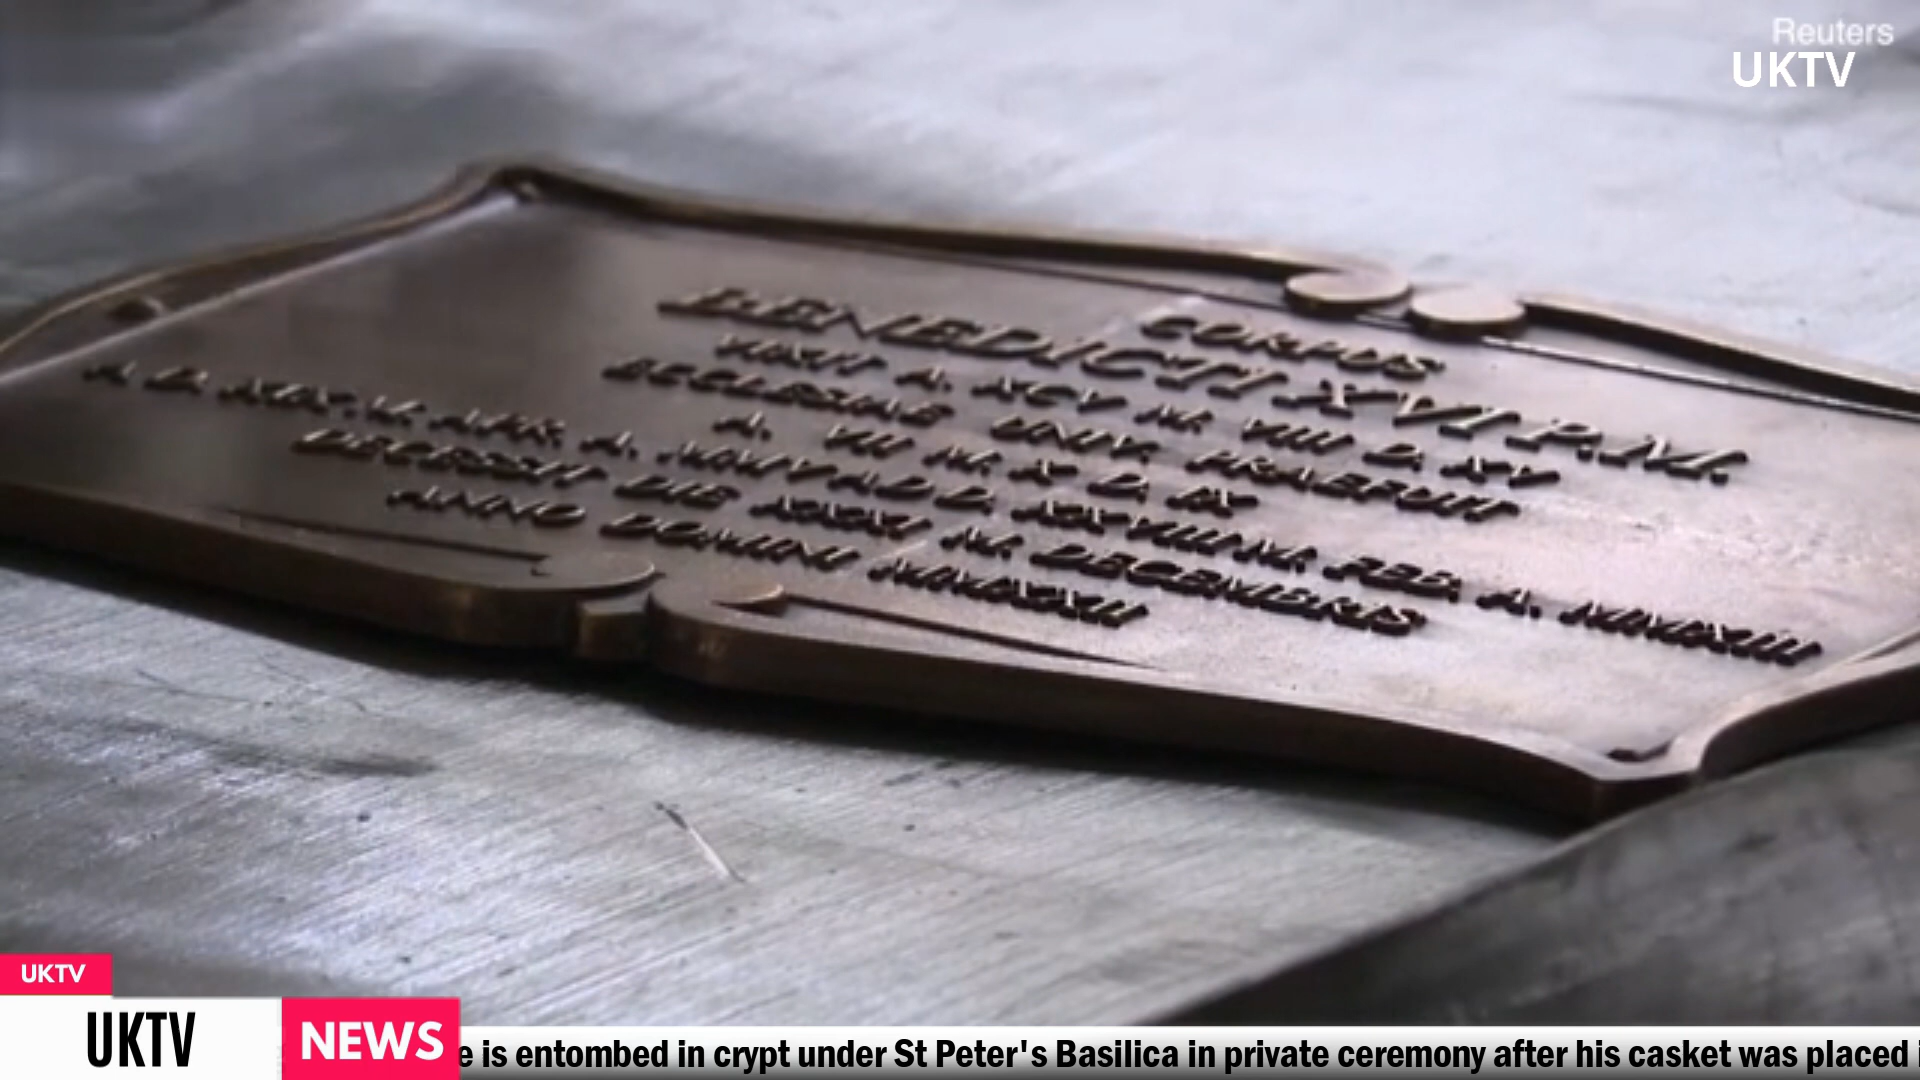 Reuters
UKTV
CORPUS
BENEDICTI XVI P.M.
VIXIT A. XCV M. VIII D. XV
ECCLESIAE UNIV. PRAEFUIT
A. VII M. X D. IX
A D. XIX M. APR. A. MMV AD D. XXVIII M. FEB. A. MMXIII
DECESSIT DIE XXXI M. DECEMBRIS
ANNO DOMINI MMXXII
UKTV
UKTV
NEWS
e is entombed in crypt under St Peter's Basilica in private ceremony after his casket was placed